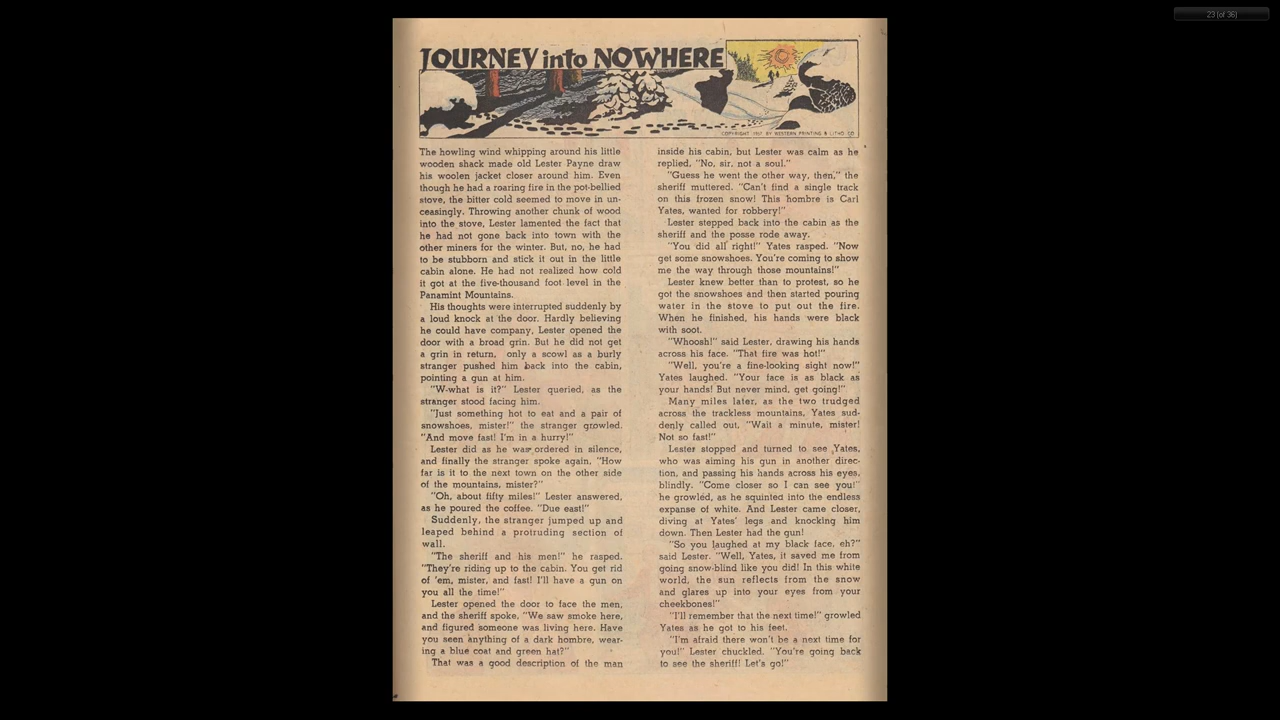 23 (of 36)
JOURNEY into NOWHERE
COPYRIGHT 1951 BY WESTERN PRINTING & LITHO. CO.
The howling wind whipping around his little
wooden shack made old Lester Payne draw
his woolen jacket closer around him. Even
though he had a roaring fire in the pot-bellied
stove, the bitter cold seemed to move in un-
ceasingly. Throwing another chunk of wood
into the stove, Lester lamented the fact that
he had not gone back into town with the
other miners for the winter. But, no, he had
to be stubborn and stick it out in the little
cabin alone. He had not realized how cold
it got at the five-thousand foot level in the
Panamint Mountains.
His thoughts were interrupted suddenly by
a loud knock at the door. Hardly believing
he could have company, Lester opened the
door with a broad grin. But he did not get
a grin in return, only a scowl as a burly
stranger pushed him back into the cabin,
pointing a gun at him.
"W-what is it?" Lester queried, as the
stranger stood facing him.
"Just something hot to eat and a pair of
snowshoes, mister!" the stranger growled.
"And move fast! I'm in a hurry!"
Lester did as he was ordered in silence,
and finally the stranger spoke again, "How
far is it to the next town on the other side
of the mountains, mister?"
"Oh, about fifty miles!" Lester answered,
as he poured the coffee. "Due east!"
Suddenly, the stranger jumped up and
leaped behind a protruding section of
wall.
"The sheriff and his men!" he rasped.
"They're riding up to the cabin. You get rid
of 'em, mister, and fast! I'll have a gun on
you all the time!"
Lester opened the door to face the men,
and the sheriff spoke, "We saw smoke here,
and figured someone was living here. Have
you seen anything of a dark hombre, wear-
ing a blue coat and green hat?"
That was a good description of the man
inside his cabin, but Lester was calm as he
replied, "No, sir, not a soul."
"Guess he went the other way, then," the
sheriff muttered. "Can't find a single track
on this frozen snow! This hombre is Carl
Yates, wanted for robbery!"
Lester stepped back into the cabin as the
sheriff and the posse rode away.
"You did all right!" Yates rasped. "Now
get some snowshoes. You're coming to show
me the way through those mountains!"
Lester knew better than to protest, so he
got the snowshoes and then started pouring
water in the stove to put out the fire.
When he finished, his hands were black
with soot.
"Whoosh!" said Lester, drawing his hands
across his face. "That fire was hot!"
"Well, you're a fine-looking sight now!"
Yates laughed. "Your face is as black as
your hands! But never mind, get going!"
Many miles later, as the two trudged
across the trackless mountains, Yates sud-
denly called out, "Wait a minute, mister!
Not so fast!"
Lester stopped and turned to see Yates,
who was aiming his gun in another direc-
tion, and passing his hands across his eyes,
blindly. "Come closer so I can see you!"
he growled, as he squinted into the endless
expanse of white. And Lester came closer,
diving at Yates' legs and knocking him
down. Then Lester had the gun!
"So you laughed at my black face, eh?"
said Lester. "Well, Yates, it saved me from
going snow-blind like you did! In this white
world, the sun reflects from the snow
and glares up into your eyes from your
cheekbones!"
"I'll remember that the next time!" growled
Yates as he got to his feet.
"I'm afraid there won't be a next time for
you!" Lester chuckled. "You're going back
to see the sheriff! Let's go!"